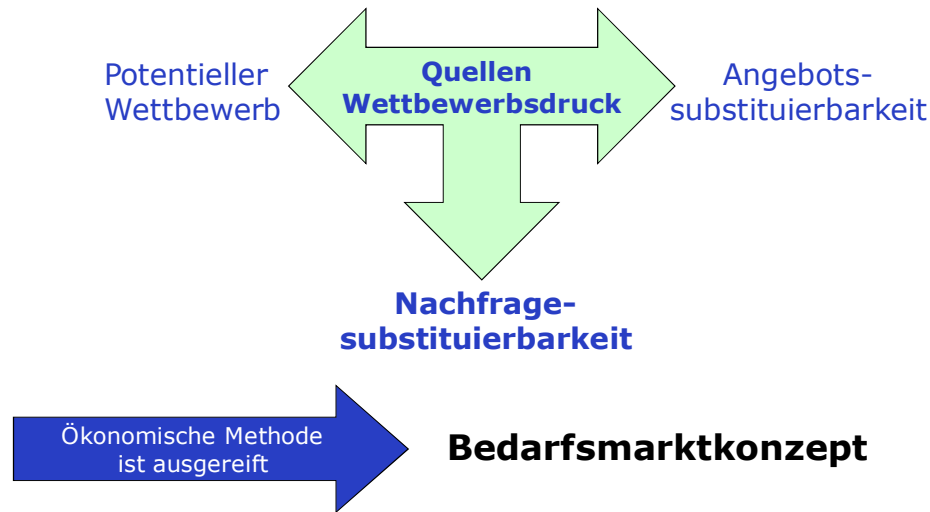 Potentieller
Wettbewerb
Quellen
Wettbewerbsdruck
Angebots-
substituierbarkeit
Nachfrage-
substituierbarkeit
Ökonomische Methode
ist ausgereift
Bedarfsmarktkonzept